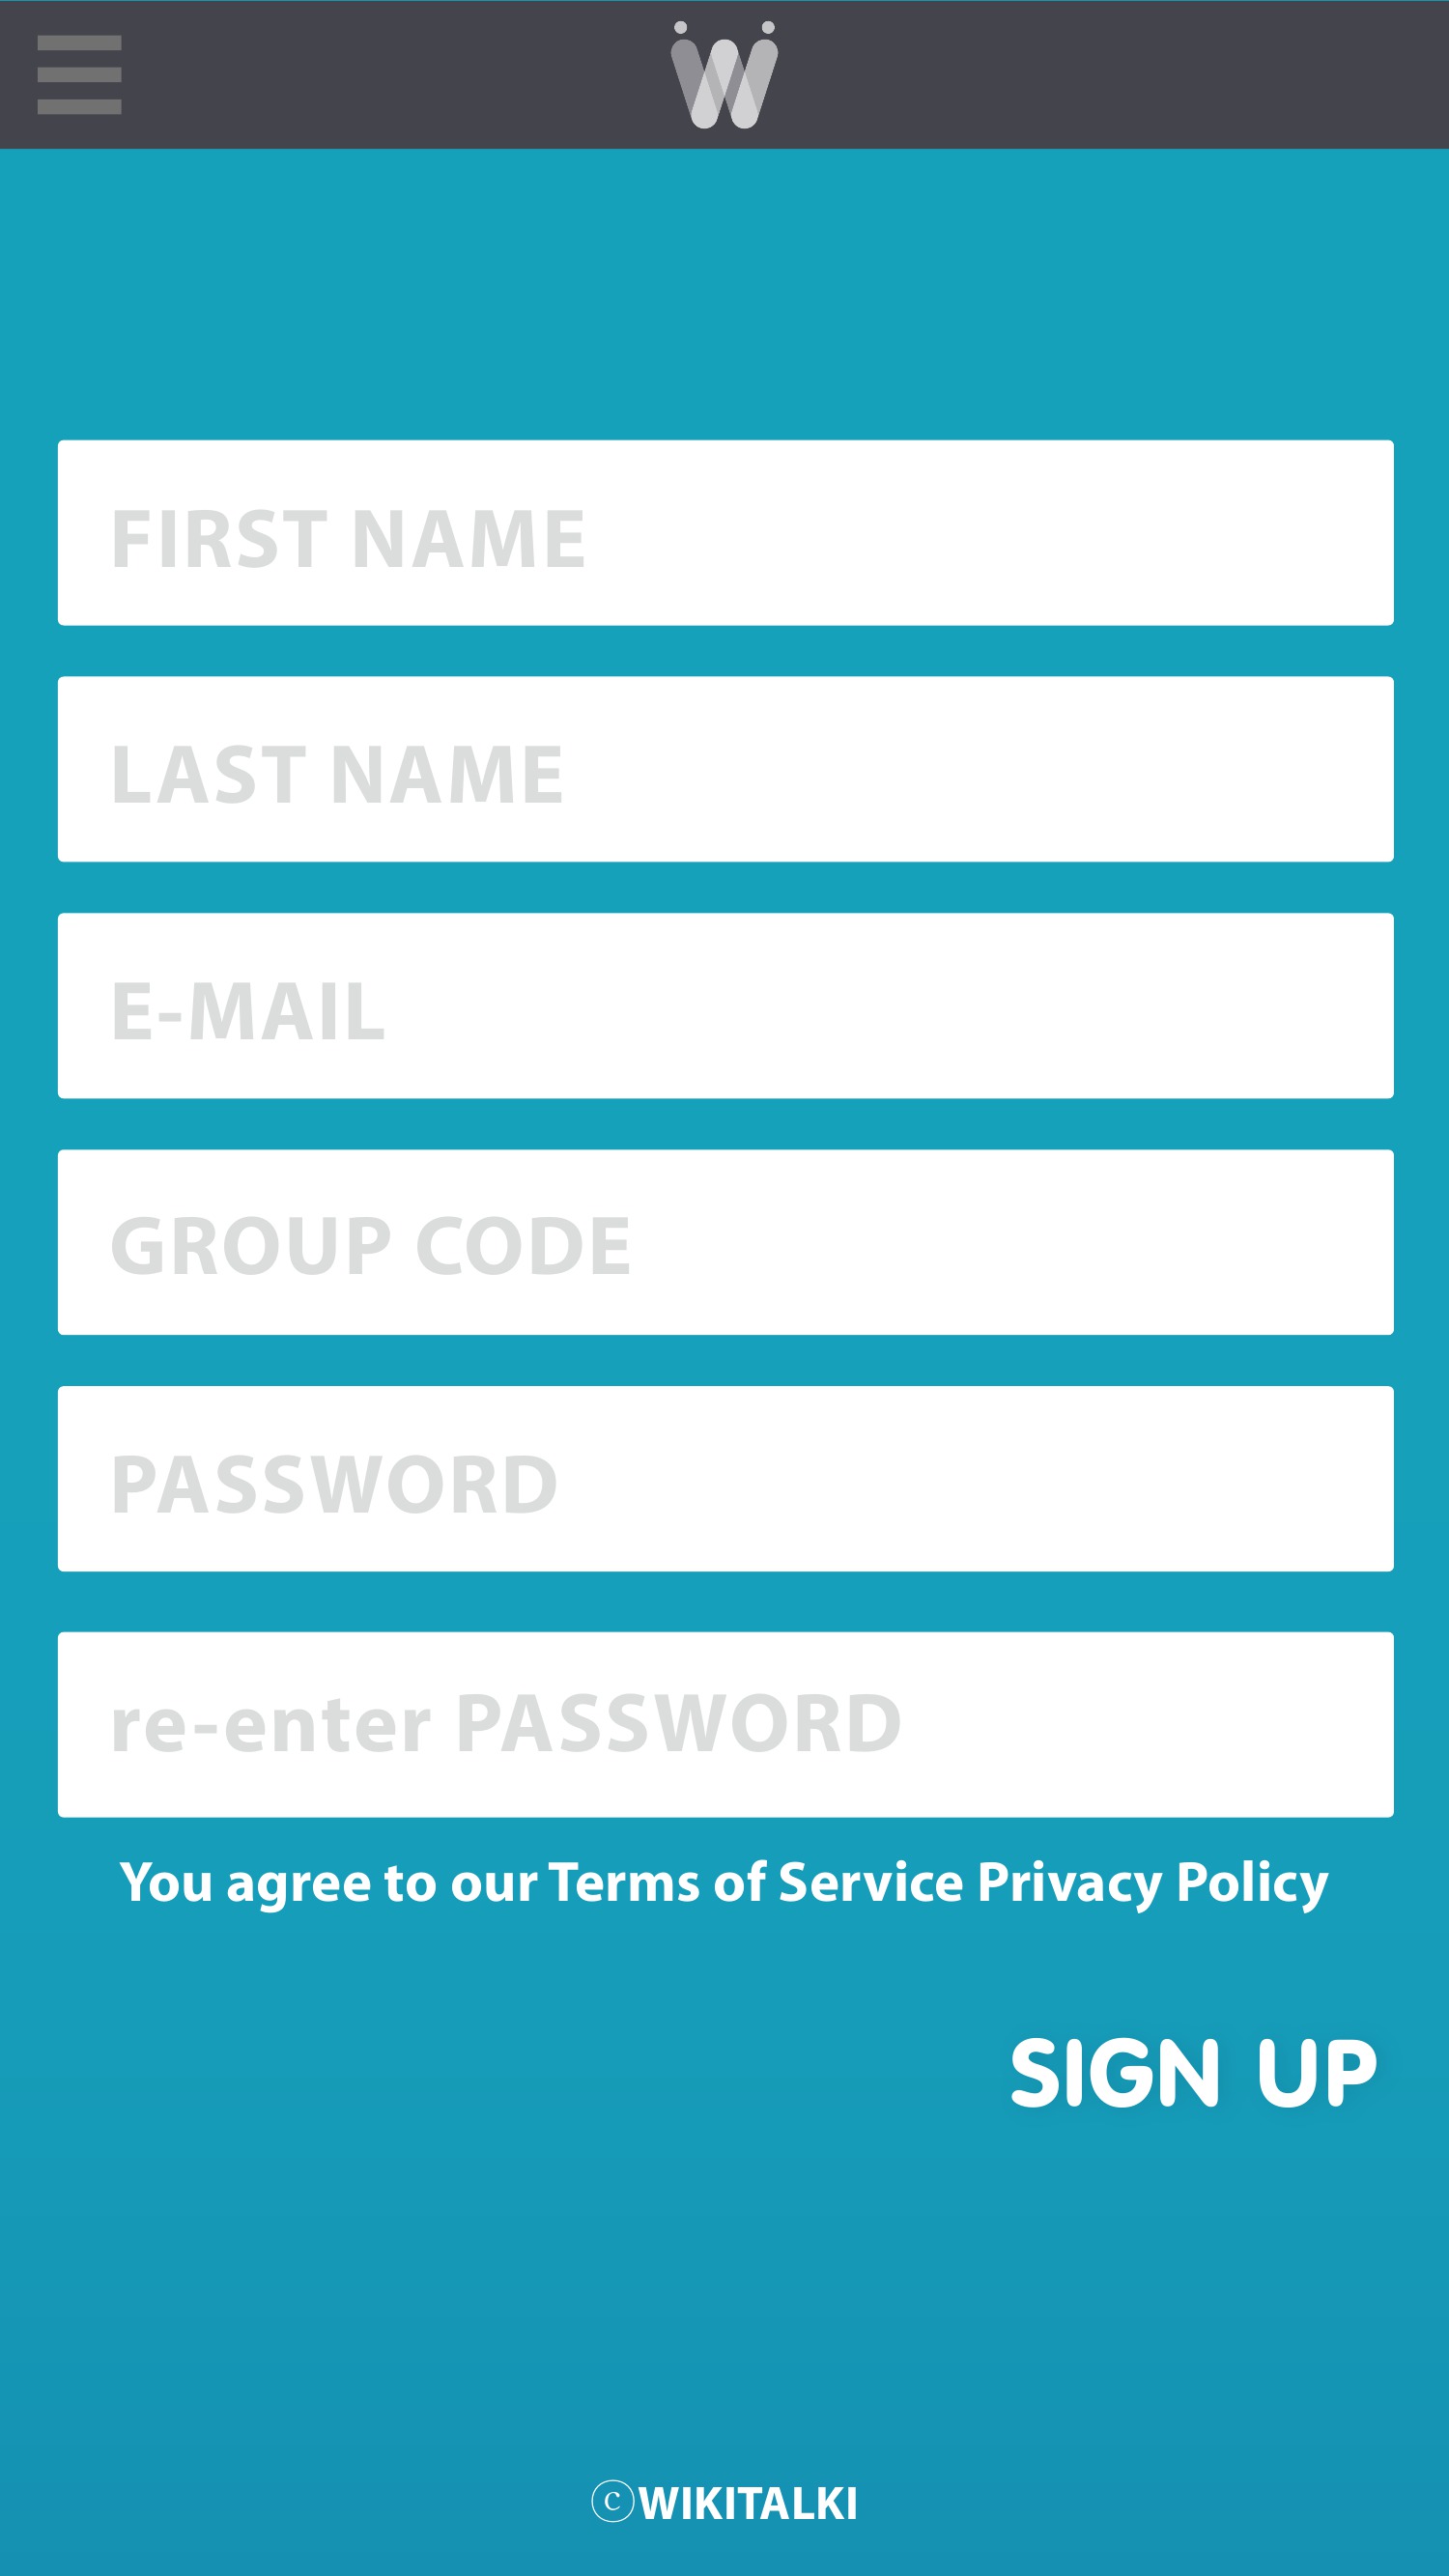 FIRST NAME
LAST NAME
E-MAIL
GROUP CODE
PASSWORD
re-enter PASSWORD
You agree to our Terms of Service Privacy Policy
SIGN UP
ⓒWIKITALKI